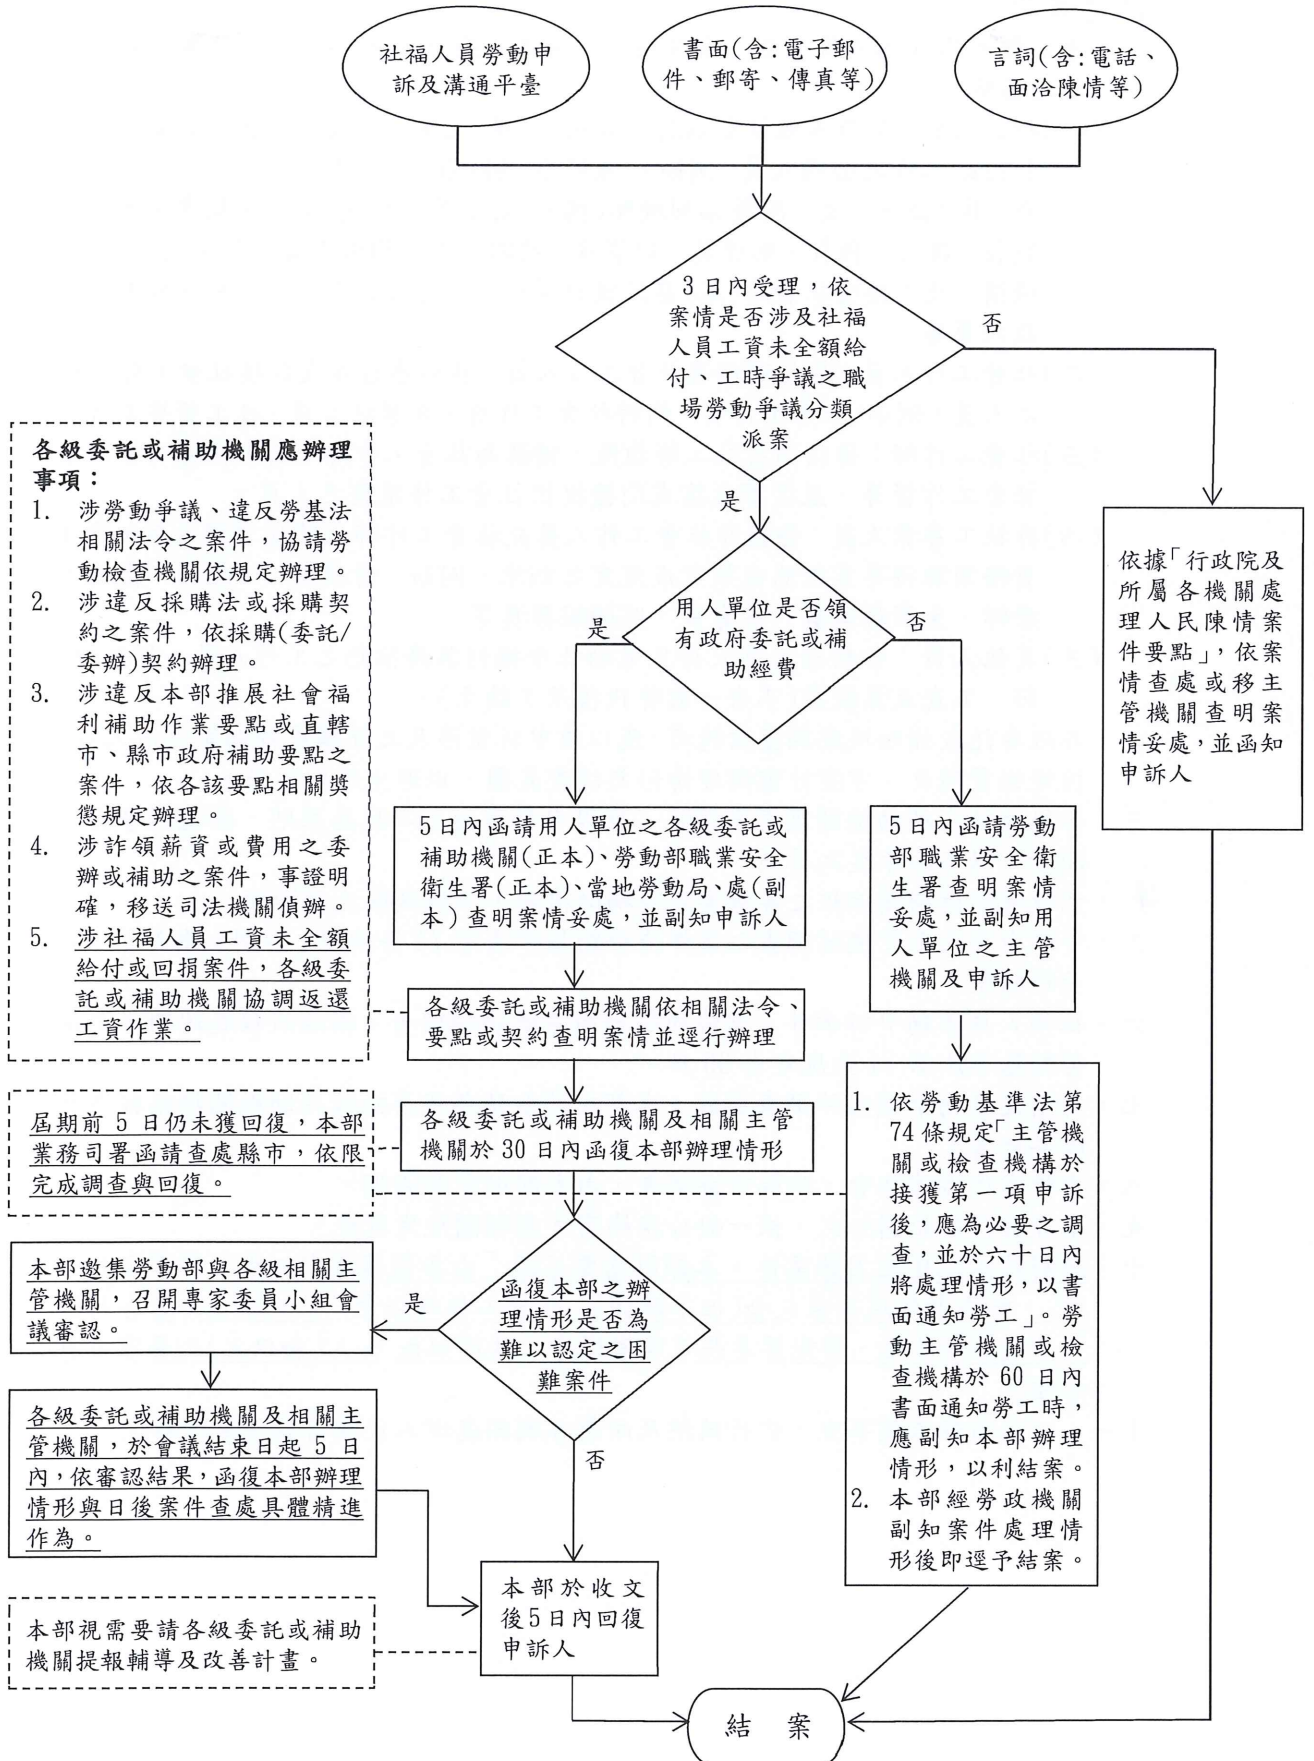 社福人員勞動申
訴及溝通平臺
書面(含:電子郵
件、郵寄、傳真等)
言詞(含:電話、
面洽陳情等)
3日內受理，依
案情是否涉及社福
人員工資未全額給
付、工時爭議之職
場勞動爭議分類
派案
否
是
依據「行政院及
所屬各機關處
理人民陳情案
件要點」，依案
情查處或移主
管機關查明案
情妥處，並函知
申訴人
用人單位是否領
有政府委託或補
助經費
是
否
各級委託或補助機關應辦理
事項：
1. 涉勞動爭議、違反勞基法
相關法令之案件，協請勞
動檢查機關依規定辦理。
2. 涉違反採購法或採購契
約之案件，依採購(委託/
委辦)契約辦理。
3. 涉違反本部推展社會福
利補助作業要點或直轄
市、縣市政府補助要點之
案件，依各該要點相關獎
懲規定辦理。
4. 涉詐領薪資或費用之委
辦或補助之案件，事證明
確，移送司法機關偵辦。
5. 涉社福人員工資未全額
給付或回捐案件，各級委
託或補助機關協調返還
工資作業。
5日內函請用人單位之各級委託或
補助機關(正本)、勞動部職業安全
衛生署(正本)、當地勞動局、處(副
本)查明案情妥處，並副知申訴人
5日內函請勞動
部職業安全衛
生署查明案情
妥處，並副知用
人單位之主管
機關及申訴人
各級委託或補助機關依相關法令、
要點或契約查明案情並逕行辦理
屆期前 5 日仍未獲回復，本部
業務司署函請查處縣市，依限
完成調查與回復。
各級委託或補助機關及相關主管
機關於30日內函復本部辦理情形
1. 依勞動基準法第
74條規定「主管機
關或檢查機構於
接獲第一項申訴
後，應為必要之調
查，並於六十日內
將處理情形，以書
面通知勞工」。勞
動主管機關或檢
查機構於 60 日內
書面通知勞工時，
應副知本部辦理
情形，以利結案。
2. 本部經勞政機關
副知案件處理情
形後即逕予結案。
本部邀集勞動部與各級相關主
管機關，召開專家委員小組會
議審認。
是
函復本部之辦
理情形是否為
難以認定之困
難案件
否
各級委託或補助機關及相關主
管機關，於會議結束日起 5 日
內，依審認結果，函復本部辦理
情形與日後案件查處具體精進
作為。
本部於收文
後5日內回復
申訴人
本部視需要請各級委託或補助
機關提報輔導及改善計畫。
結 案